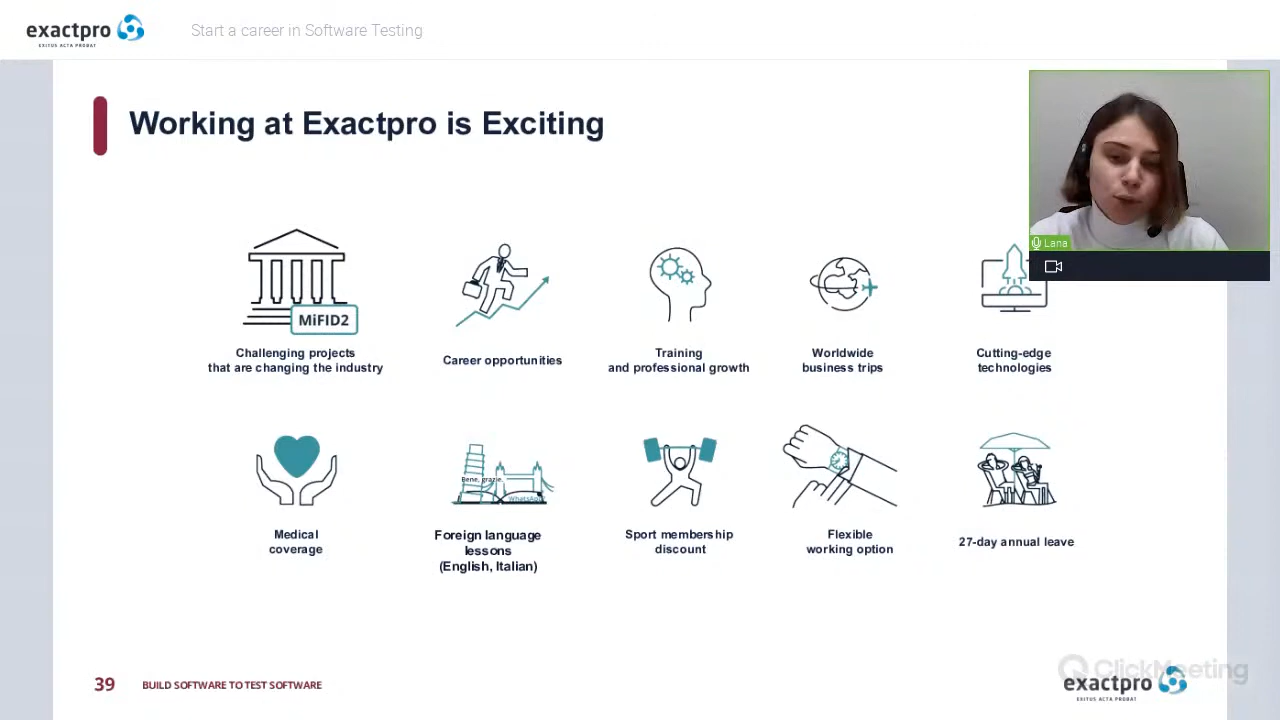 exactpro
EXITUS ACTA PROBAT
Start a career in Software Testing
Working at Exactpro is Exciting
Lana
MiFID2
Challenging projects
that are changing the industry
Career opportunities
Training
and professional growth
Worldwide
business trips
Cutting-edge
technologies
Bene, grazie.
WhatsApp
Medical
coverage
Foreign language
lessons
(English, Italian)
Sport membership
discount
Flexible
working option
27-day annual leave
39
BUILD SOFTWARE TO TEST SOFTWARE
ClickMeeting
exactpro
EXITUS ACTA PROBAT